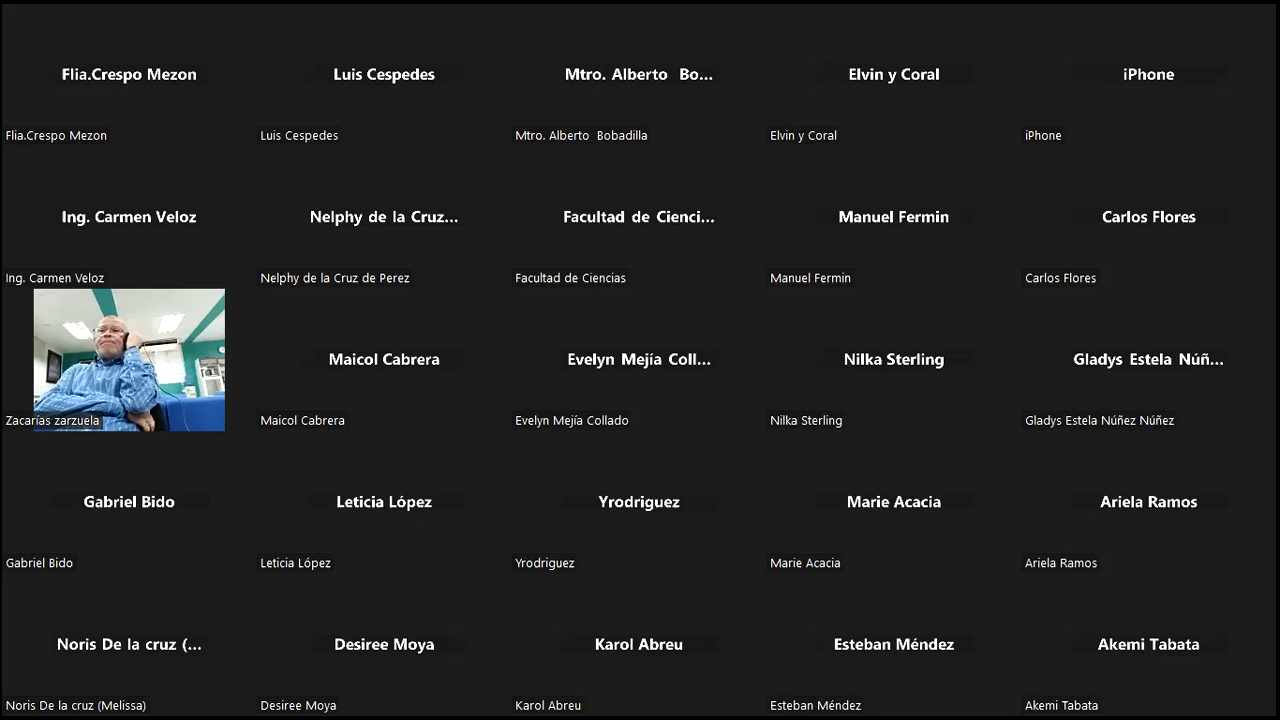 Flia.Crespo Mezon
Luis Cespedes
Mtro. Alberto Bo...
Elvin y Coral
iPhone
Flia.Crespo Mezon
Luis Cespedes
Mtro. Alberto Bobadilla
Elvin y Coral
iPhone
Ing. Carmen Veloz
Nelphy de la Cruz...
Facultad de Cienci...
Manuel Fermin
Carlos Flores
Ing. Carmen Veloz
Nelphy de la Cruz de Perez
Facultad de Ciencias
Manuel Fermin
Carlos Flores
Maicol Cabrera
Evelyn Mejía Coll...
Nilka Sterling
Gladys Estela Núñ...
Zacarías zarzuela
Maicol Cabrera
Evelyn Mejía Collado
Nilka Sterling
Gladys Estela Núñez Núñez
Gabriel Bido
Leticia López
Yrodriguez
Marie Acacia
Ariela Ramos
Gabriel Bido
Leticia López
Yrodriguez
Marie Acacia
Ariela Ramos
Noris De la cruz (...
Desiree Moya
Karol Abreu
Esteban Méndez
Akemi Tabata
Noris De la cruz (Melissa)
Desiree Moya
Karol Abreu
Esteban Méndez
Akemi Tabata